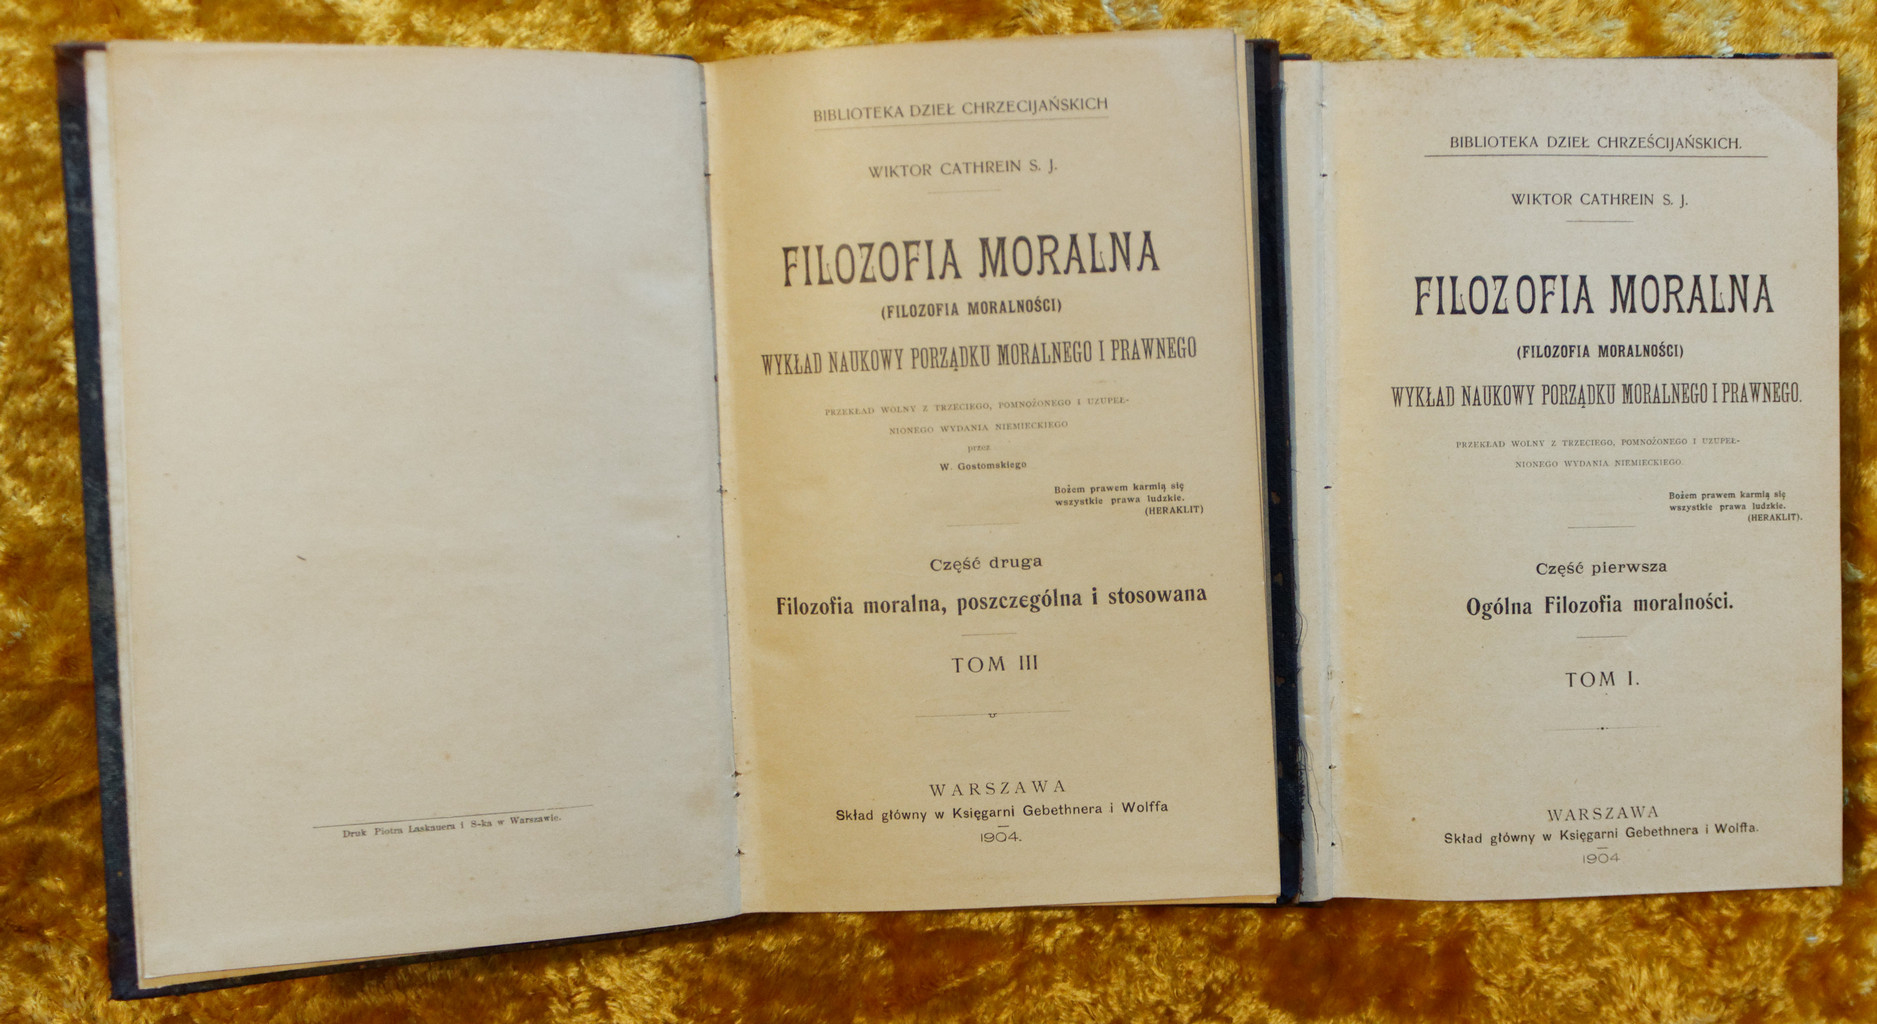 Druk Piotra Laskauera i S-ka w Warszawie.
BIBLIOTEKA DZIEŁ CHRZECIJAŃSKICH
WIKTOR CATHREIN S. J.
FILOZOFIA MORALNA
(FILOZOFIA MORALNOŚCI)
WYKŁAD NAUKOWY PORZĄDKU MORALNEGO I PRAWNEGO
PRZEKŁAD WOLNY Z TRZECIEGO, POMNOŻONEGO I UZUPEŁ-
NIONEGO WYDANIA NIEMIECKIEGO
przez
W. Gostomskiego
Bożem prawem karmią się
wszystkie prawa ludzkie.
(HERAKLIT)
Część druga
Filozofia moralna, poszczególna i stosowana
TOM III
WARSZAWA
Skład główny w Księgarni Gebethnera i Wolffa
1904.
BIBLIOTEKA DZIEŁ CHRZEŚCIJAŃSKICH.
WIKTOR CATHREIN S. J.
FILOZOFIA MORALNA
(FILOZOFIA MORALNOŚCI)
WYKŁAD NAUKOWY PORZĄDKU MORALNEGO I PRAWNEGO.
PRZEKŁAD WOLNY Z TRZECIEGO, POMNOŻONEGO I UZUPEŁ-
NIONEGO WYDANIA NIEMIECKIEGO.
Bożem prawem karmią się
wszystkie prawa ludzkie.
(HERAKLIT).
Część pierwsza
Ogólna Filozofia moralności.
TOM I.
WARSZAWA
Skład główny w Księgarni Gebethnera i Wolffa.
1904